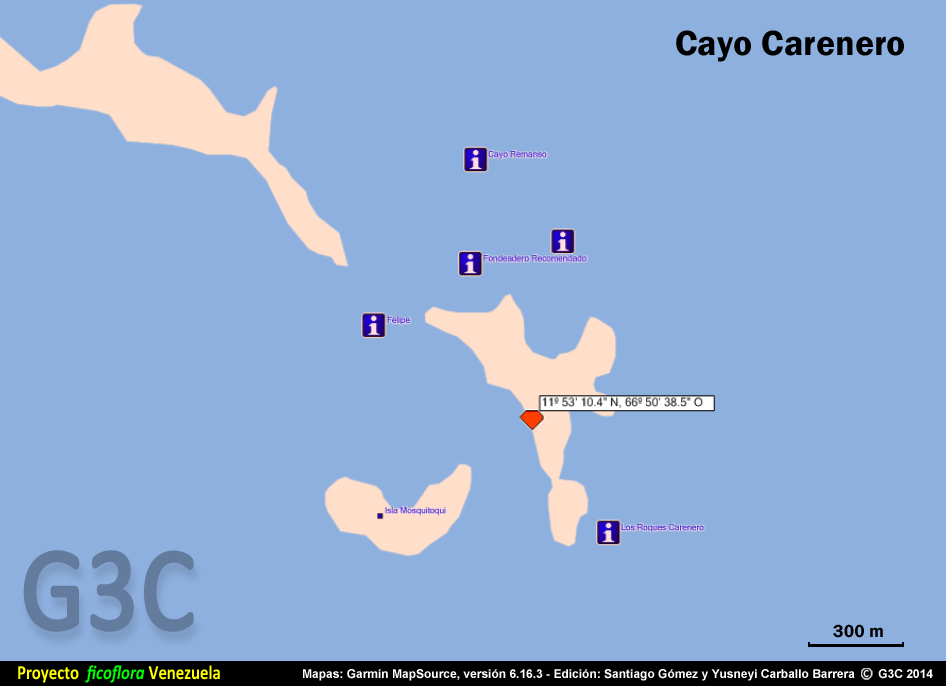 Cayo Carenero
Cayo Remanso
Fondeadero Recomendado
Felipe
11º 53' 10.4" N, 66º 50' 38.5" O
Isla Mosquitoqui
Los Roques Carenero
G3C
300 m
Proyecto ficoflora Venezuela
Mapas: Garmin MapSource, versión 6.16.3 - Edición: Santiago Gómez y Yusneyi Carballo Barrera © G3C 2014